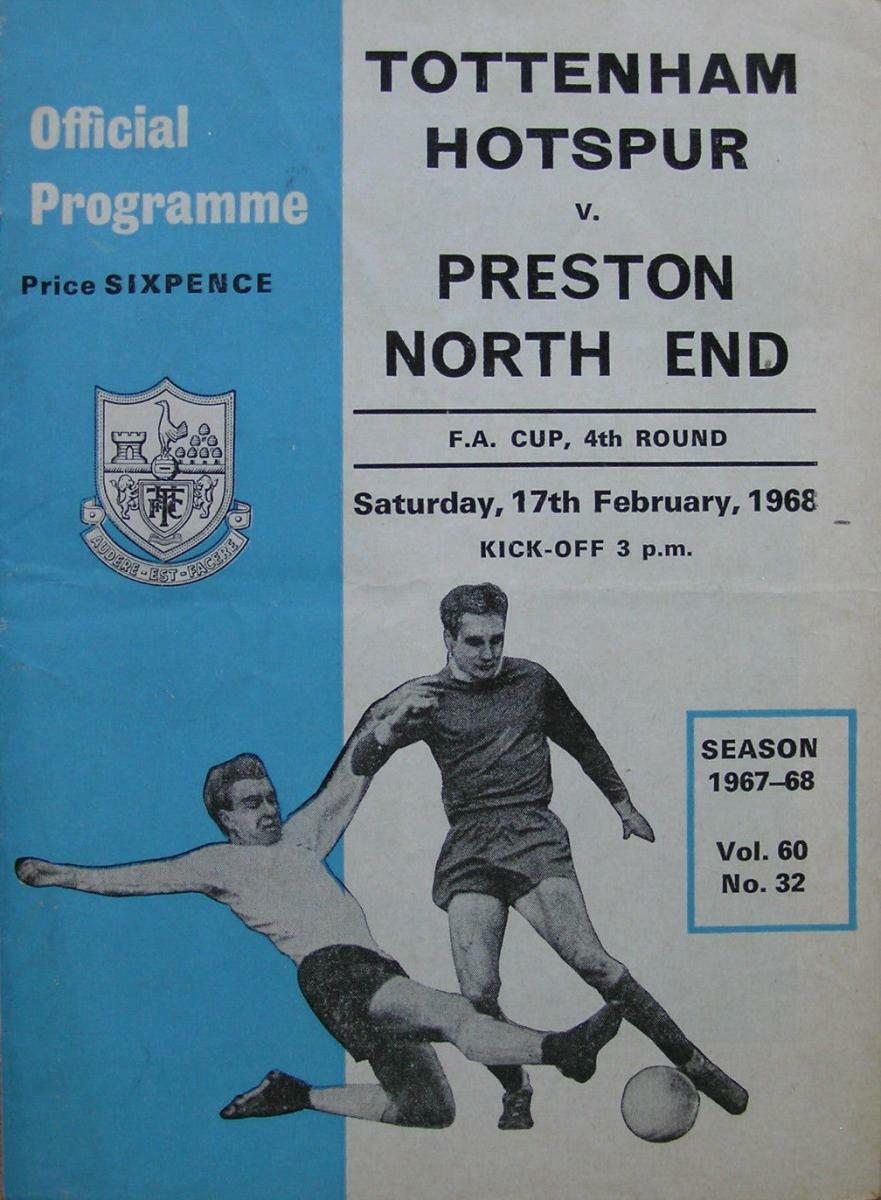 Official
Programme
Price SIXPENCE
TOTTENHAM
HOTSPUR
v.
PRESTON
NORTH END
F.A. CUP, 4th ROUND
Saturday, 17th February, 1968
KICK-OFF 3 p.m.
AUDERE-EST-FACERE
SEASON
1967–68
Vol. 60
No. 32